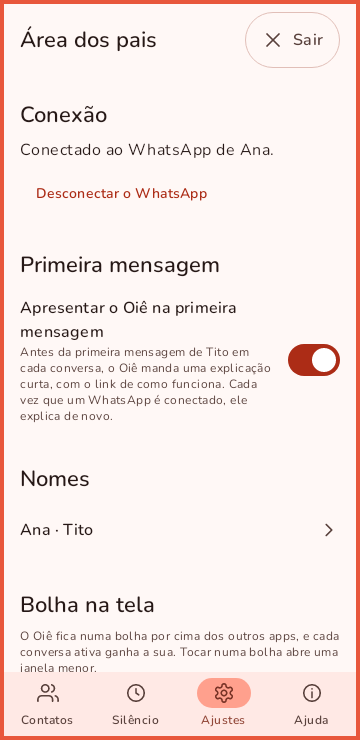 Área dos pais
Sair
Conexão
Conectado ao WhatsApp de Ana.
Desconectar o WhatsApp
Primeira mensagem
Apresentar o Oiê na primeira
mensagem
Antes da primeira mensagem de Tito em
cada conversa, o Oiê manda uma explicação
curta, com o link de como funciona. Cada
vez que um WhatsApp é conectado, ele
explica de novo.
Nomes
Ana · Tito
Bolha na tela
O Oiê fica numa bolha por cima dos outros apps, e cada
conversa ativa ganha a sua. Tocar numa bolha abre uma
janela menor.
Contatos
Silêncio
Ajustes
Ajuda